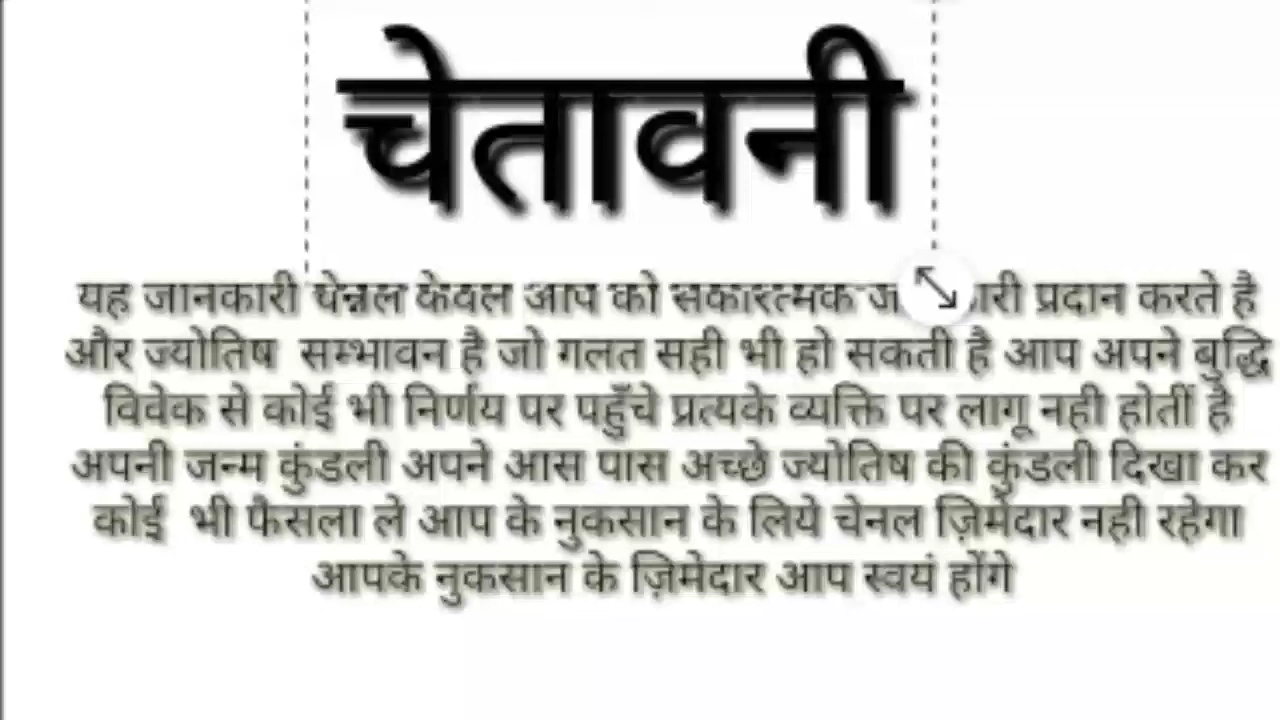 चेतावनी
यह जानकारी चेन्नल केवल आप को सकारत्मक प्रदान करते है
और ज्योतिष सम्भावन है जो गलत सही भी हो सकती है आप अपने बुद्धि
विवेक से कोई भी निर्णय पर पहुँचे प्रत्यके व्यक्ति पर लागू नही होतीं है
अपनी जन्म कुंडली अपने आस पास अच्छे ज्योतिष की कुंडली दिखा कर
कोई भी फैसला ले आप के नुकसान के लिये चेनल ज़िमेदार नही रहेगा
आपके नुकसान के ज़िमेदार आप स्वयं होंगे